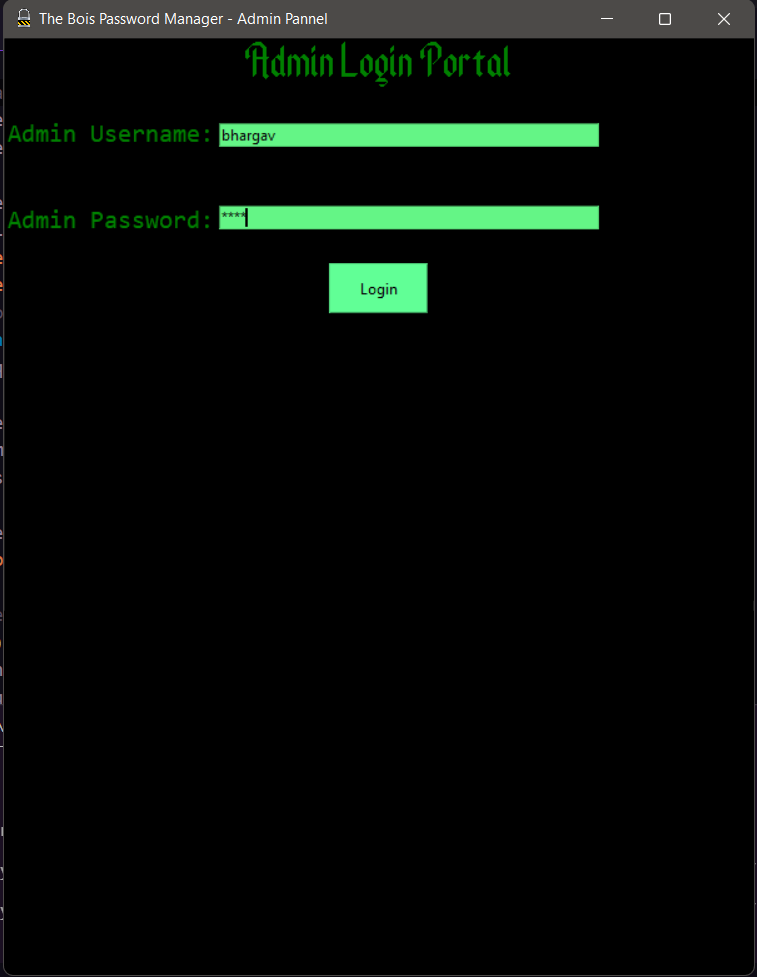 The Bois Password Manager - Admin Pannel
Admin Login Portal
Admin Username: bhargav
Admin Password: ****
Login